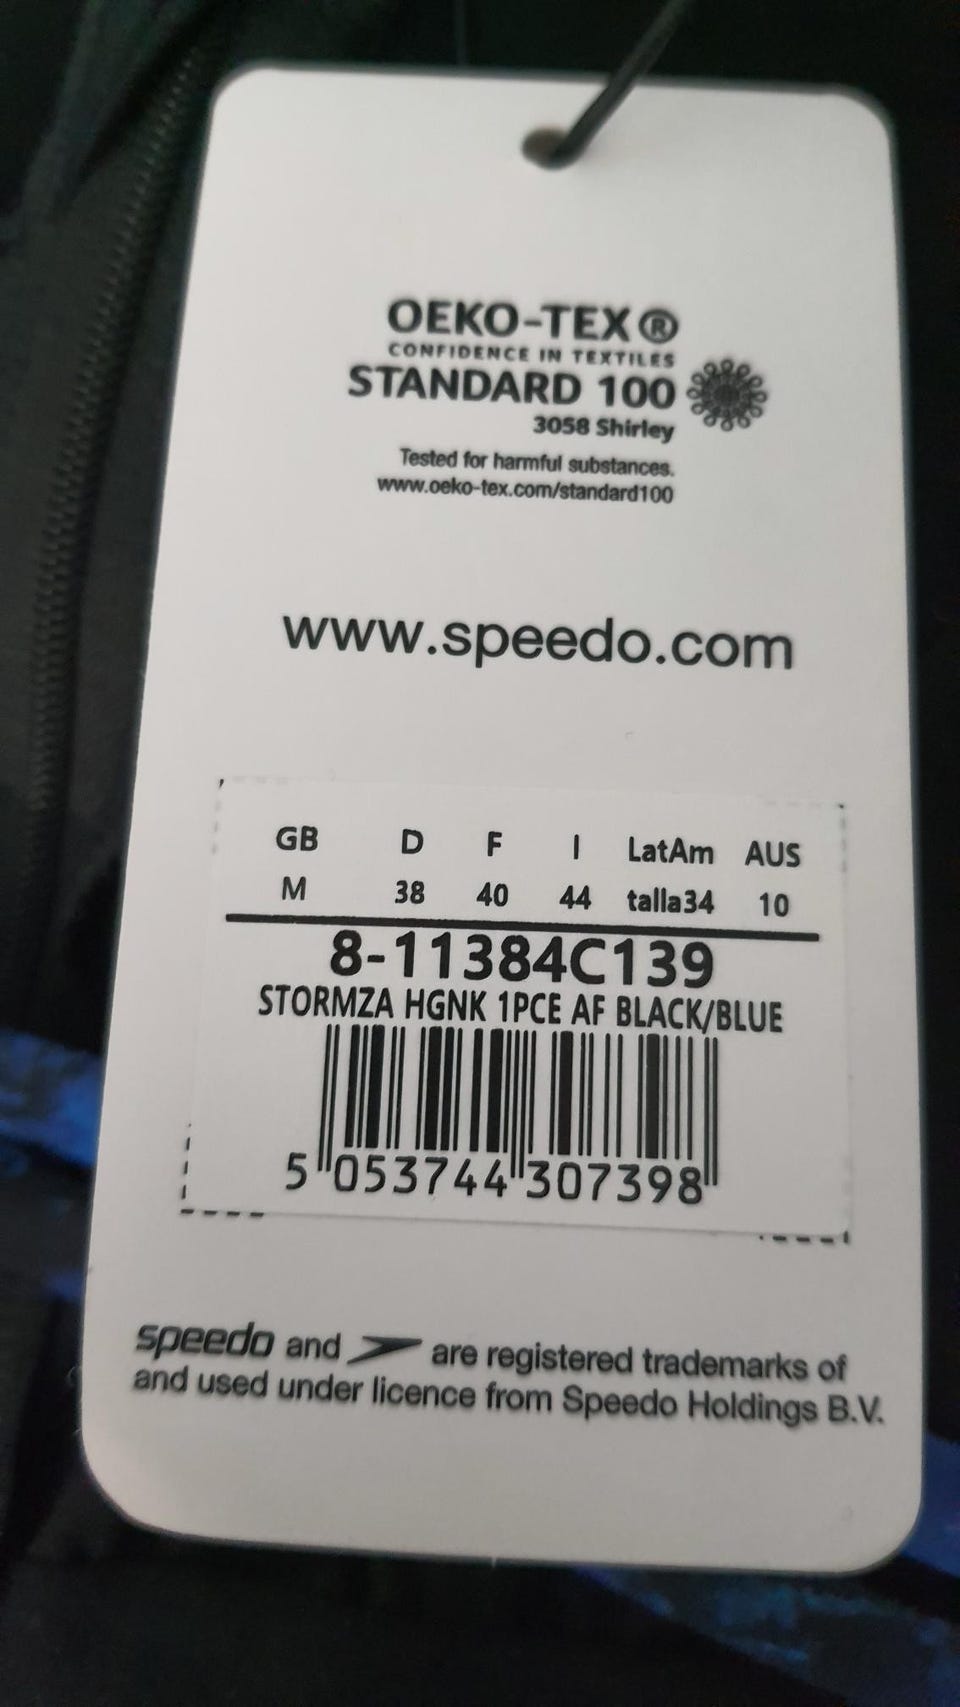 OEKO-TEX®
CONFIDENCE IN TEXTILES
STANDARD 100
3058 Shirley
Tested for harmful substances.
www.oeko-tex.com/standard100
www.speedo.com
GB D F I LatAm AUS
M 38 40 44 talla34 10
8-11384C139
STORMZA HGNK 1PCE AF BLACK/BLUE
5 053744 307398
speedo and are registered trademarks of
and used under licence from Speedo Holdings B.V.